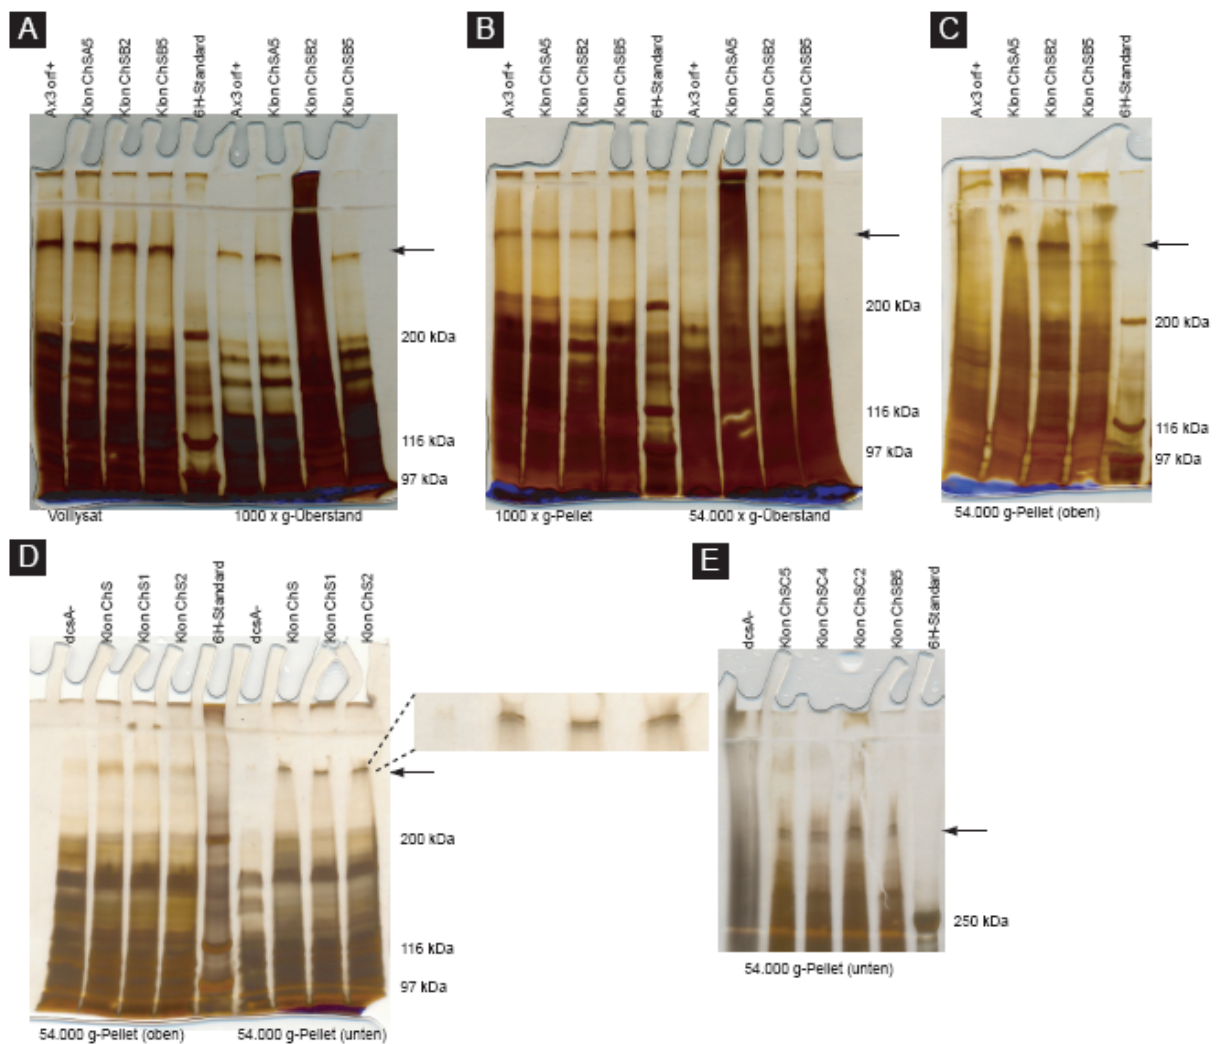 A
Ax3 orf+
Klon ChSA5
Klon ChSB2
Klon ChSB5
6H-Standard
Ax3 orf+
Klon ChSA5
Klon ChSB2
Klon ChSB5
200 kDa
116 kDa
97 kDa
Volllysat
1000 x g-Überstand
B
Ax3 orf+
Klon ChSA5
Klon ChSB2
Klon ChSB5
6H-Standard
Ax3 orf+
Klon ChSA5
Klon ChSB2
Klon ChSB5
200 kDa
116 kDa
97 kDa
1000 x g-Pellet
54.000 x g-Überstand
C
Ax3 orf+
Klon ChSA5
Klon ChSB2
Klon ChSB5
6H-Standard
200 kDa
116 kDa
97 kDa
54.000 g-Pellet (oben)
D
dcsA-
Klon ChS
Klon ChS1
Klon ChS2
6H-Standard
dcsA-
Klon ChS
Klon ChS1
Klon ChS2
200 kDa
116 kDa
97 kDa
54.000 g-Pellet (oben)
54.000 g-Pellet (unten)
E
dcsA-
Klon ChSC5
Klon ChSC4
Klon ChSC2
Klon ChSB5
6H-Standard
250 kDa
54.000 g-Pellet (unten)